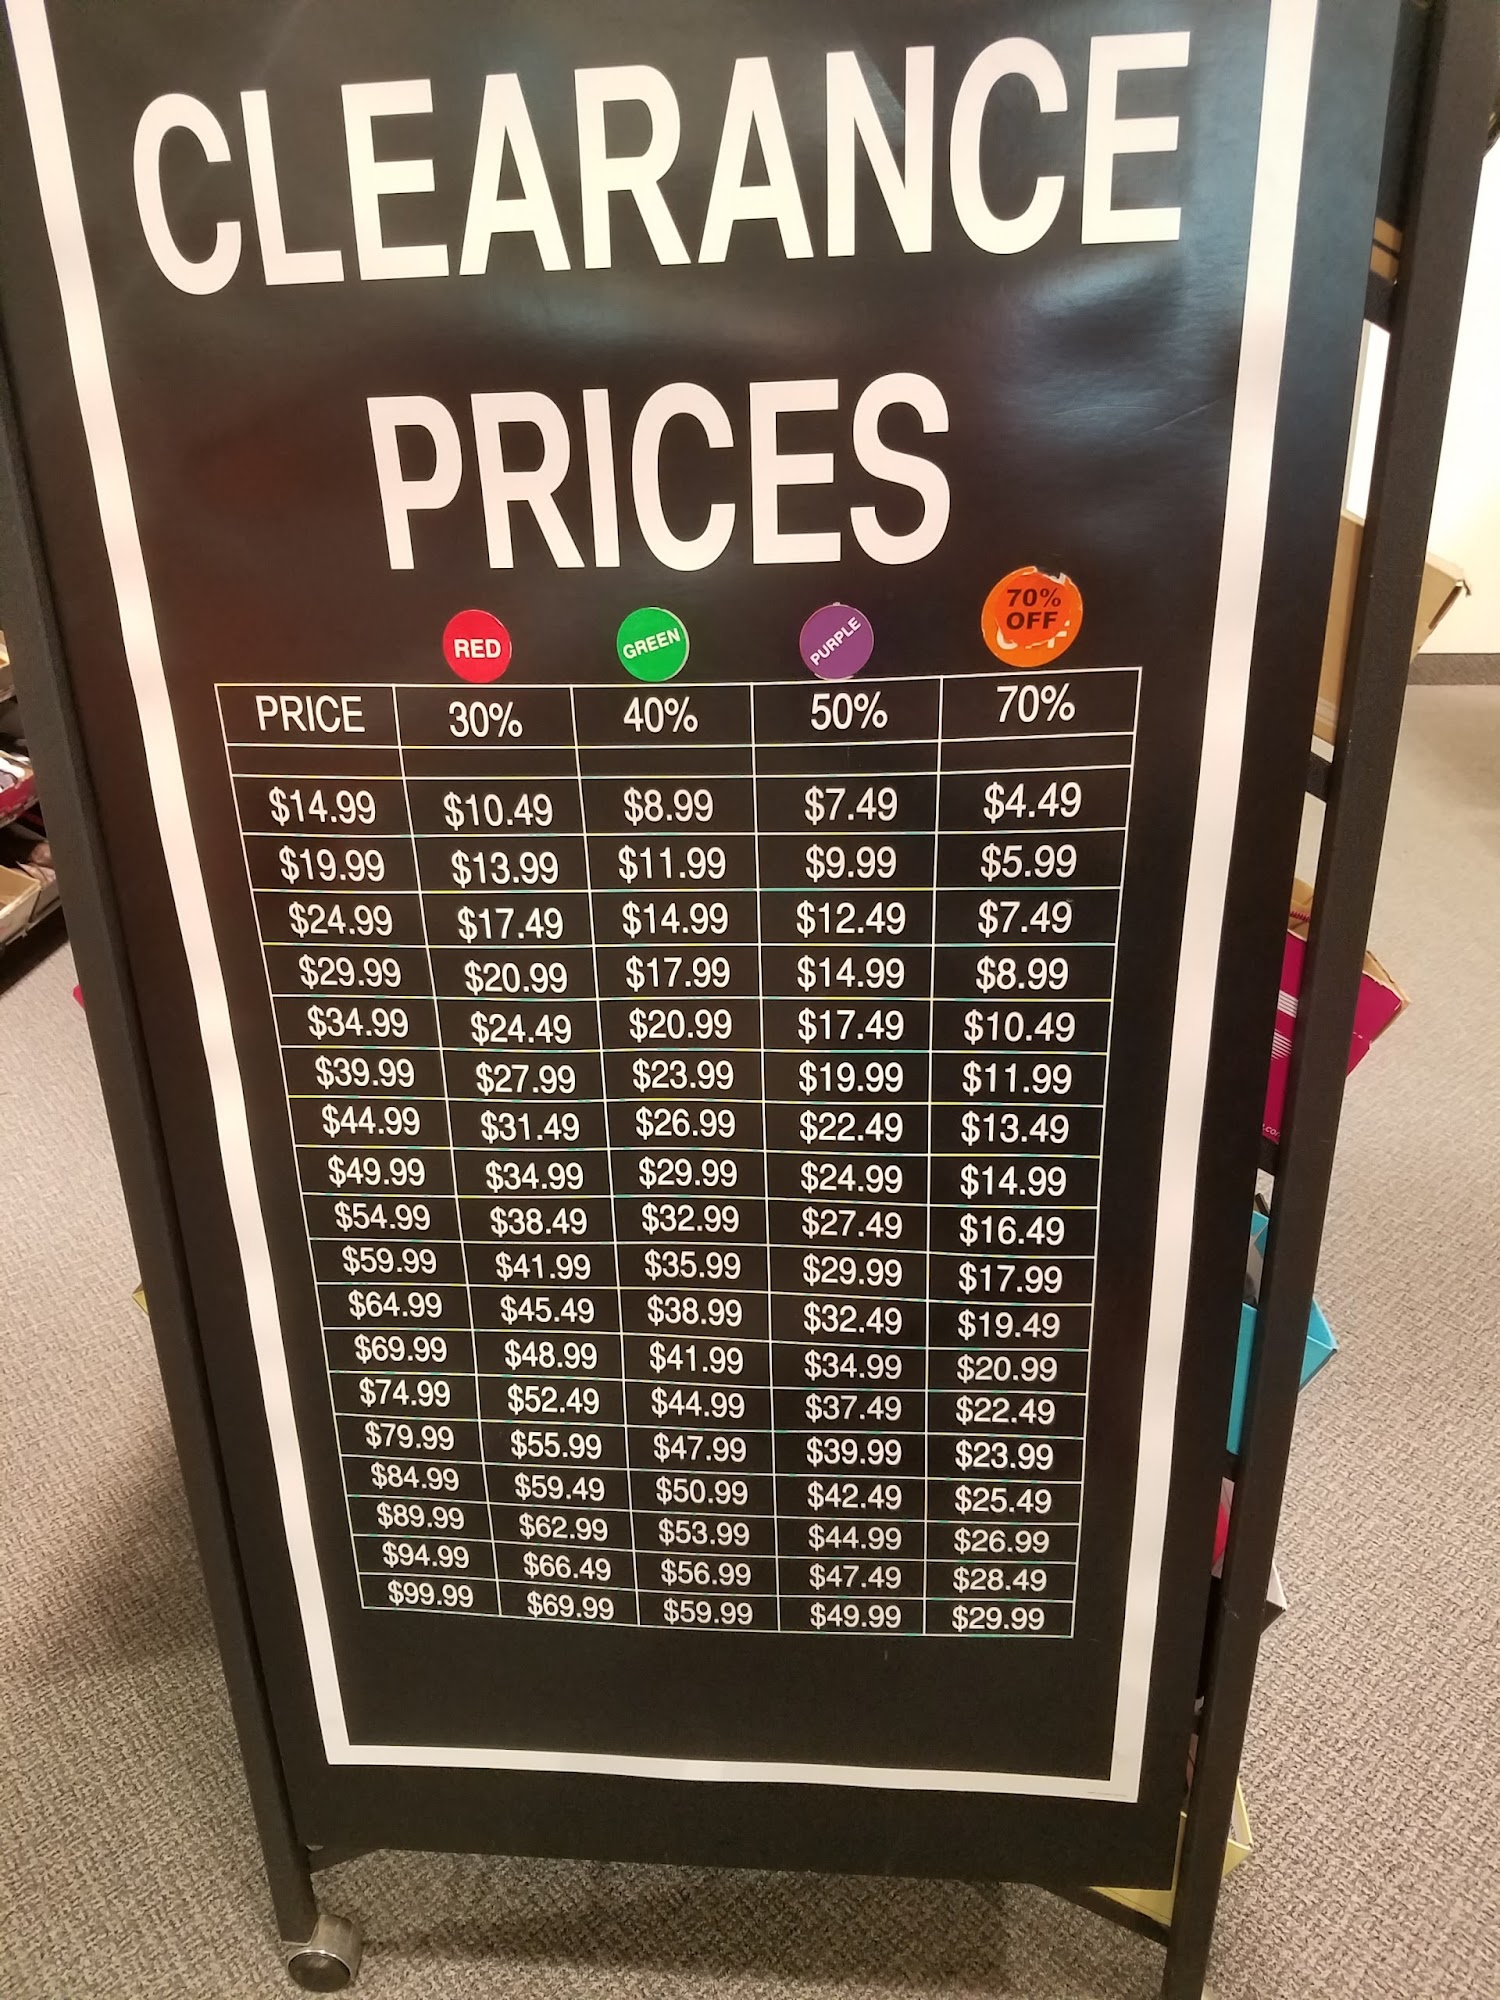 CLEARANCE
PRICES
RED GREEN PURPLE 70% OFF
PRICE 30% 40% 50% 70%
$14.99 $10.49 $8.99 $7.49 $4.49
$19.99 $13.99 $11.99 $9.99 $5.99
$24.99 $17.49 $14.99 $12.49 $7.49
$29.99 $20.99 $17.99 $14.99 $8.99
$34.99 $24.49 $20.99 $17.49 $10.49
$39.99 $27.99 $23.99 $19.99 $11.99
$44.99 $31.49 $26.99 $22.49 $13.49
$49.99 $34.99 $29.99 $24.99 $14.99
$54.99 $38.49 $32.99 $27.49 $16.49
$59.99 $41.99 $35.99 $29.99 $17.99
$64.99 $45.49 $38.99 $32.49 $19.49
$69.99 $48.99 $41.99 $34.99 $20.99
$74.99 $52.49 $44.99 $37.49 $22.49
$79.99 $55.99 $47.99 $39.99 $23.99
$84.99 $59.49 $50.99 $42.49 $25.49
$89.99 $62.99 $53.99 $44.99 $26.99
$94.99 $66.49 $56.99 $47.49 $28.49
$99.99 $69.99 $59.99 $49.99 $29.99